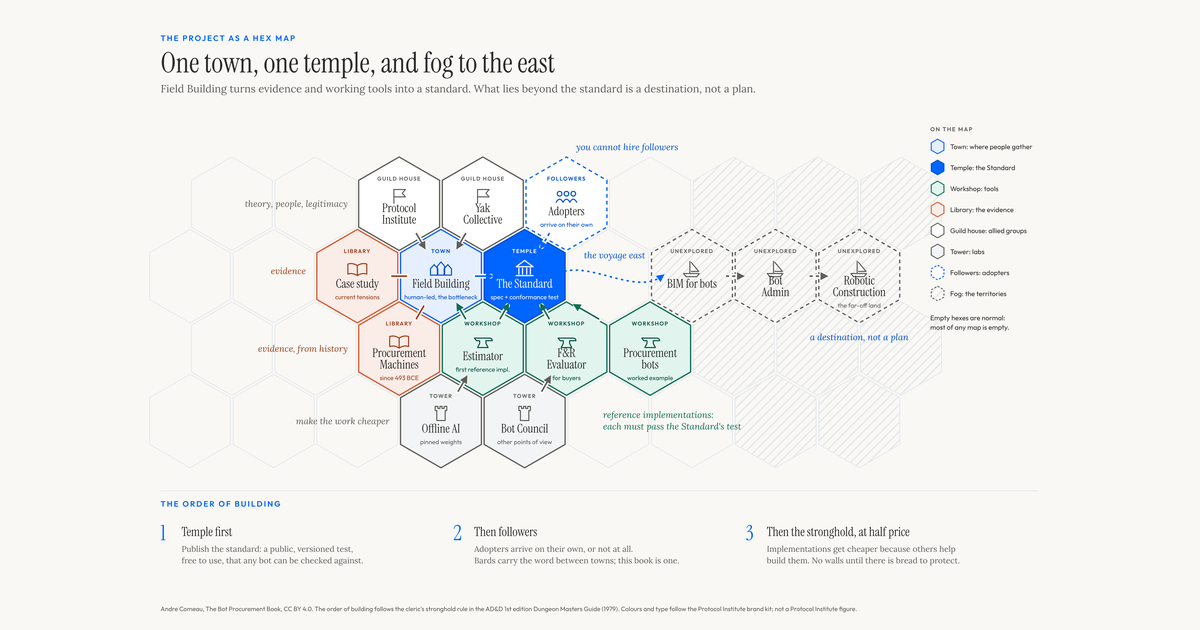 THE PROJECT AS A HEX MAP
One town, one temple, and fog to the east
Field Building turns evidence and working tools into a standard. What lies beyond the standard is a destination, not a plan.
ON THE MAP
Town: where people gather
Temple: the Standard
Workshop: tools
Library: the evidence
Guild house: allied groups
Tower: labs
Followers: adopters
Fog: the territories
Empty hexes are normal:
most of any map is empty.
you cannot hire followers
theory, people, legitimacy
GUILD HOUSE
Protocol
Institute
GUILD HOUSE
Yak
Collective
FOLLOWERS
Adopters
arrive on their own
evidence
LIBRARY
Case study
current tensions
TOWN
Field Building
human-led, the bottleneck
TEMPLE
The Standard
spec + conformance test
the voyage east
UNEXPLORED
BIM for bots
UNEXPLORED
Bot
Admin
UNEXPLORED
Robotic
Construction
the far-off land
a destination, not a plan
evidence, from history
LIBRARY
Procurement
Machines
since 493 BCE
WORKSHOP
Estimator
first reference impl.
WORKSHOP
F&R
Evaluator
for buyers
WORKSHOP
Procurement
bots
worked example
make the work cheaper
TOWER
Offline AI
pinned weights
TOWER
Bot Council
other points of view
reference implementations:
each must pass the Standard's test
THE ORDER OF BUILDING
1 Temple first
Publish the standard: a public, versioned test,
free to use, that any bot can be checked against.
2 Then followers
Adopters arrive on their own, or not at all.
Bards carry the word between towns; this book is one.
3 Then the stronghold, at half price
Implementations get cheaper because others help
build them. No walls until there is bread to protect.
Andre Comeau, The Bot Procurement Book, CC BY 4.0. The order of building follows the cleric's stronghold rule in the AD&D 1st edition Dungeon Masters Guide (1979). Colours and type follow the Protocol Institute brand kit; not a Protocol Institute figure.